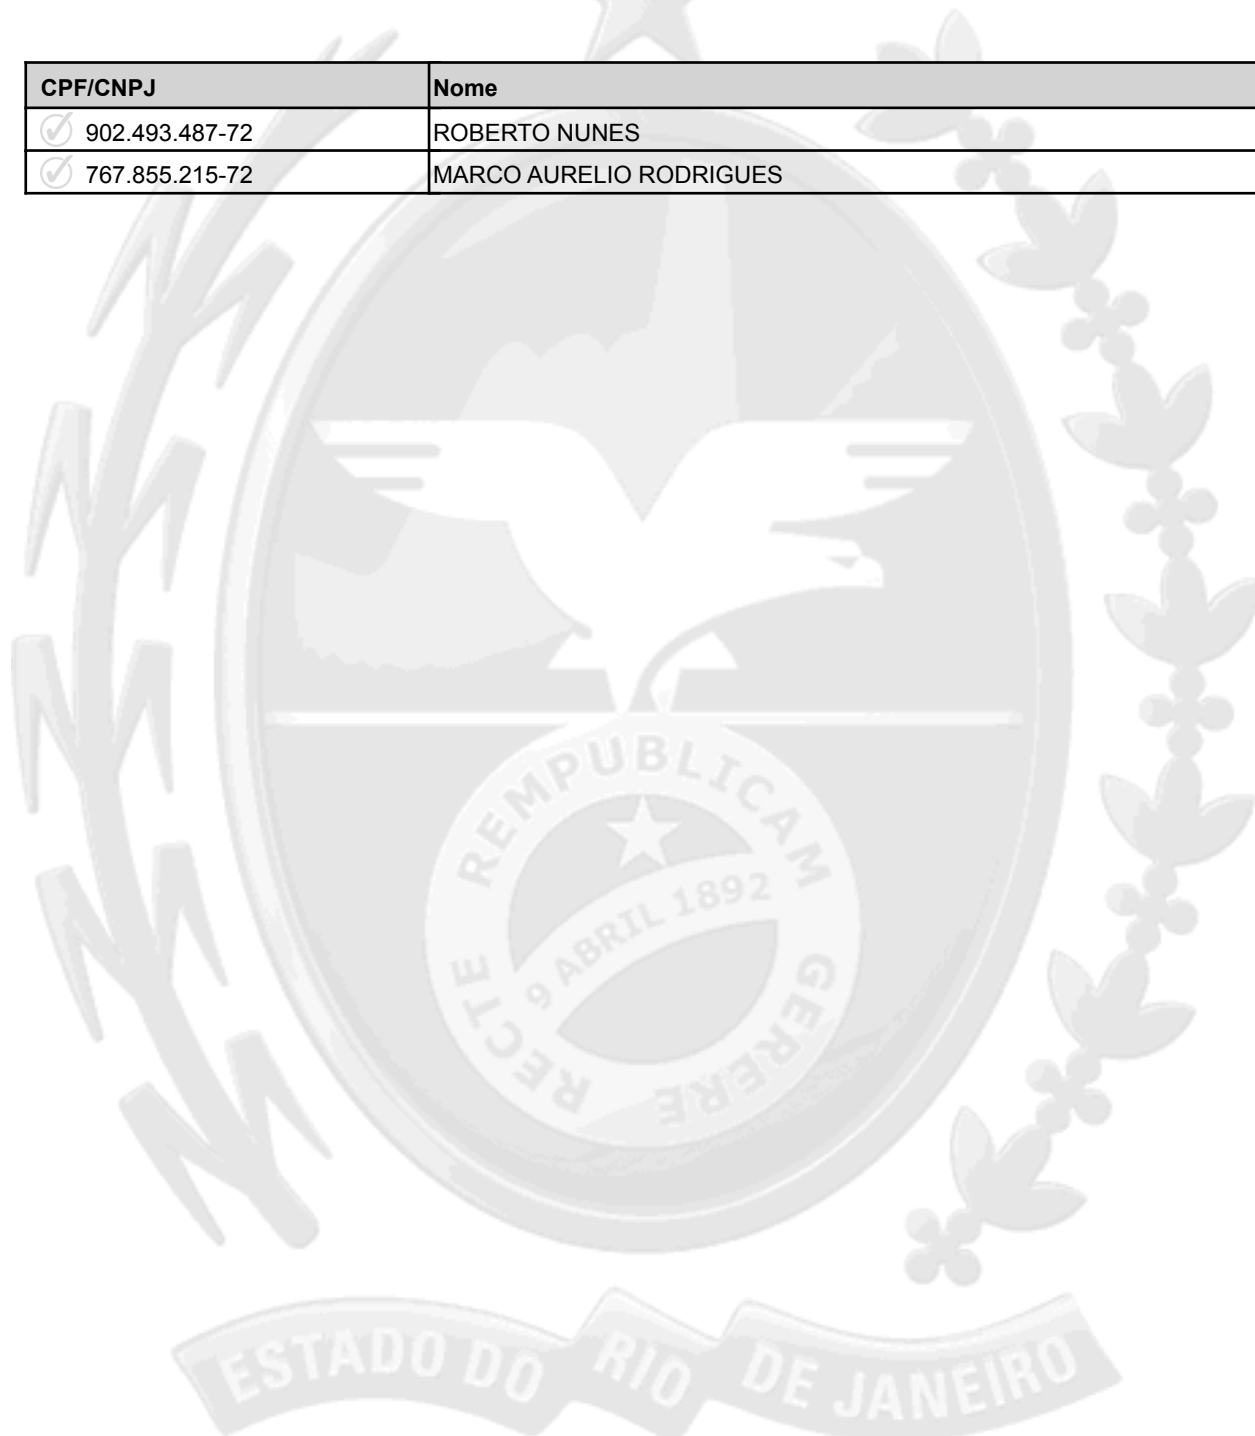 CPF/CNPJ Nome
902.493.487-72 ROBERTO NUNES
767.855.215-72 MARCO AURELIO RODRIGUES
REMPUBLICAM
9 ABRIL 1892
RECTE GERERE
ESTADO DO RIO DE JANEIRO